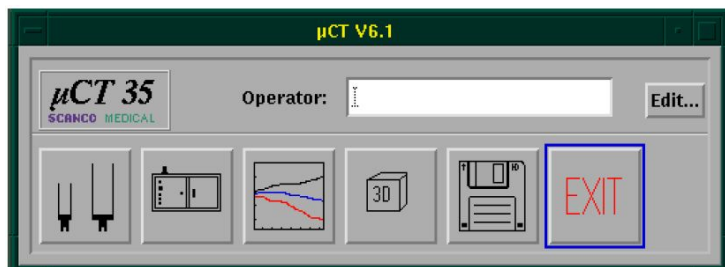 µCT V6.1
µCT 35
SCANCO MEDICAL
Operator:
Edit...
3D
EXIT